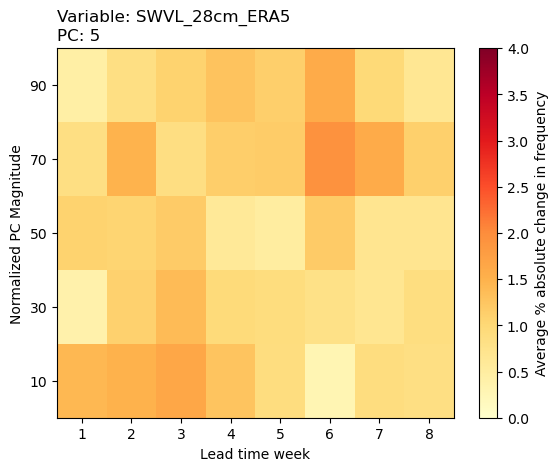 Variable: SWVL_28cm_ERA5
PC: 5
Normalized PC Magnitude
90
70
50
30
10
1 2 3 4 5 6 7 8
Lead time week
4.0
3.5
3.0
2.5
2.0
1.5
1.0
0.5
0.0
Average % absolute change in frequency